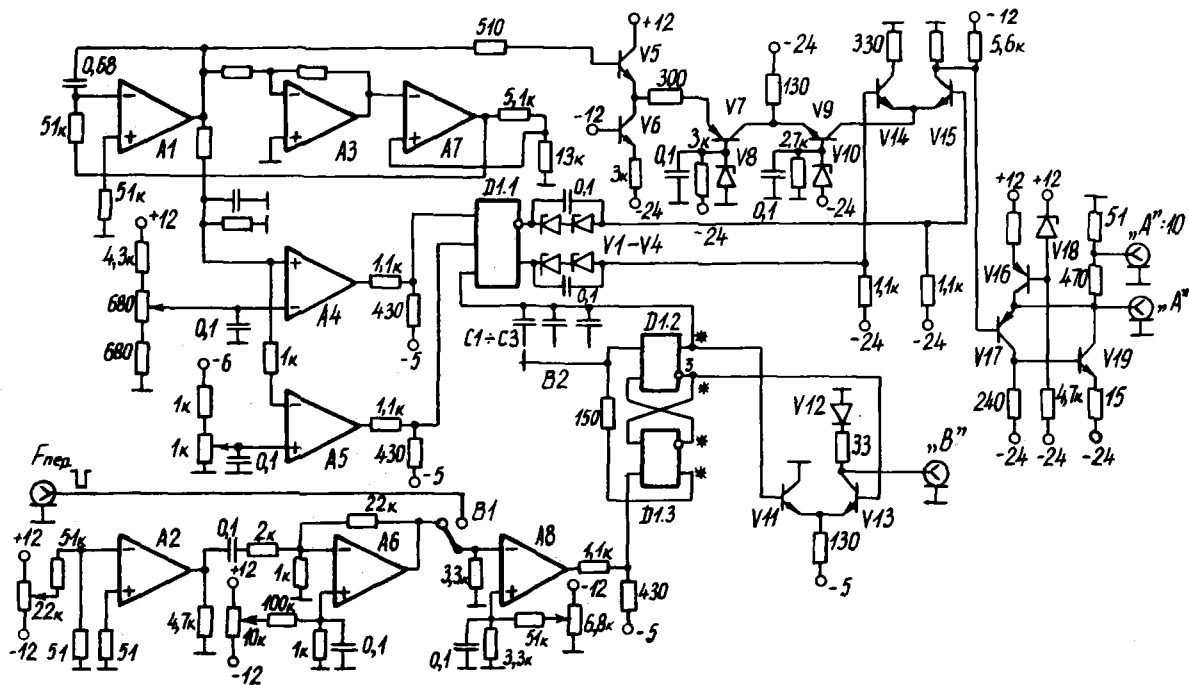 510
+12
-12
0,68
V5
-24
330
5,6к
300
130
51к
A1
A3
A7
5,1к
-12
V6
V7
V9
V14
V15
3к
V8
2,7к
V10
13к
0,1
3к
0,1
-24
51к
-24
-24
D1.1
0,1
+12
+12
+12
51
„A":10
V1-V4
V18
4,3к
V16
470
680
A4
1,1к
430
0,1
1,1к
1,1к
„A"
0,1
C1÷C3
D1.2
*
-24
-24
V17
V19
680
-5
1к
B2
3
-6
*
V12
240
4,7к
15
1к
1,1к
150
33
-24
-24
-24
1к
0,1
A5
430
*
„B"
Fпер.
-5
*
B1
D1.3
V11
V13
22к
+12
51к
A2
0,1
2к
A6
A8
130
1,1к
+12
1к
3,3к
-12
-5
22к
100к
430
4,7к
10к
51к
6,8к
-12
51
51
1к
0,1
-5
-12
0,1
3,3к